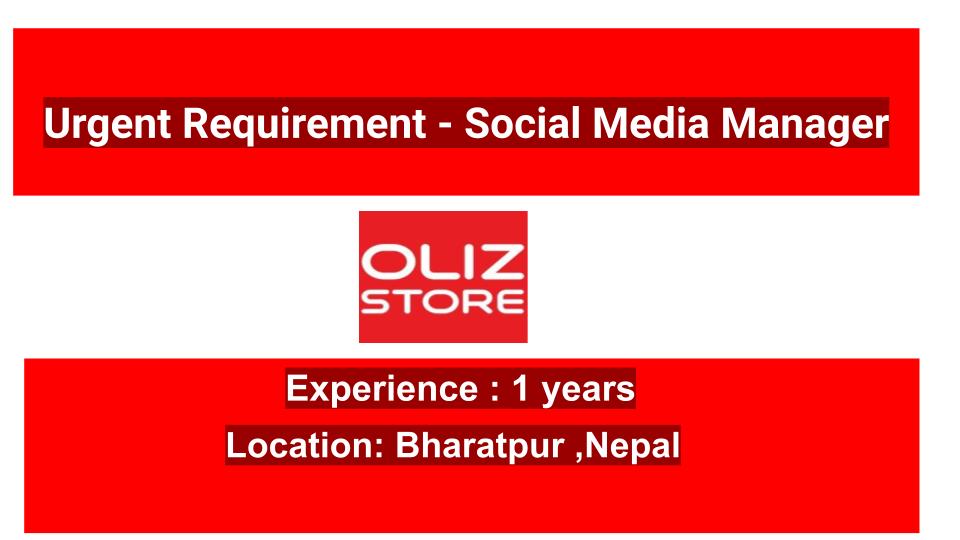 Urgent Requirement - Social Media Manager
OLIZ
STORE
Experience : 1 years
Location: Bharatpur ,Nepal